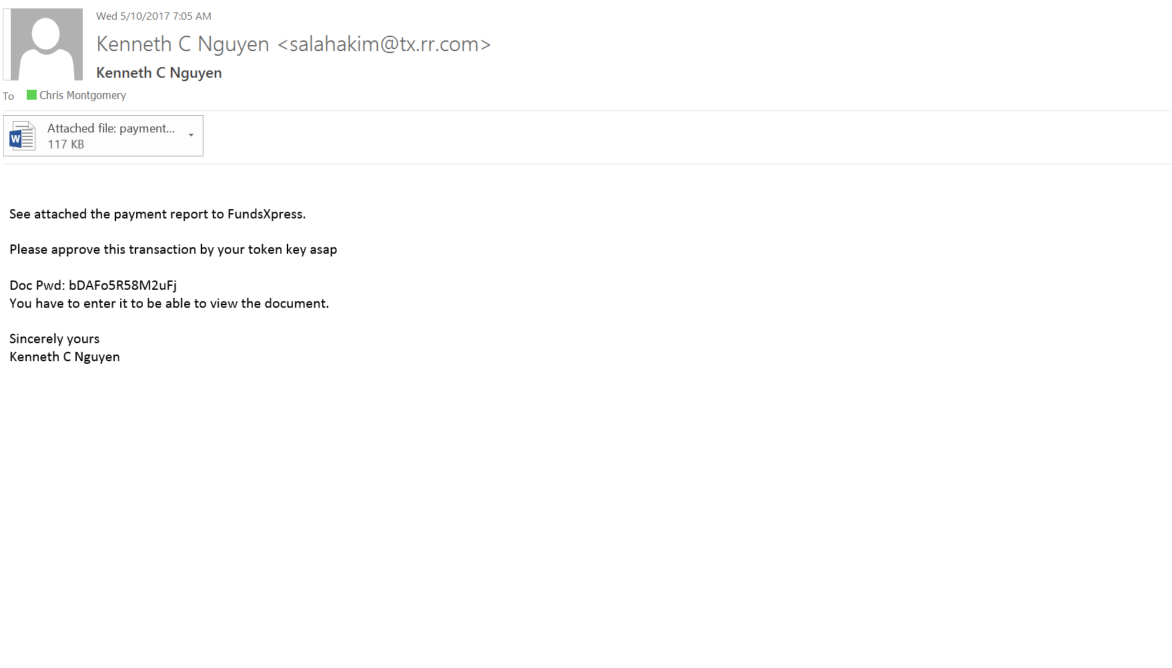 Wed 5/10/2017 7:05 AM
Kenneth C Nguyen <salahakim@tx.rr.com>
Kenneth C Nguyen
To Chris Montgomery
Attached file: payment...
117 KB
See attached the payment report to FundsXpress.
Please approve this transaction by your token key asap
Doc Pwd: bDAFo5R58M2uFj
You have to enter it to be able to view the document.
Sincerely yours
Kenneth C Nguyen